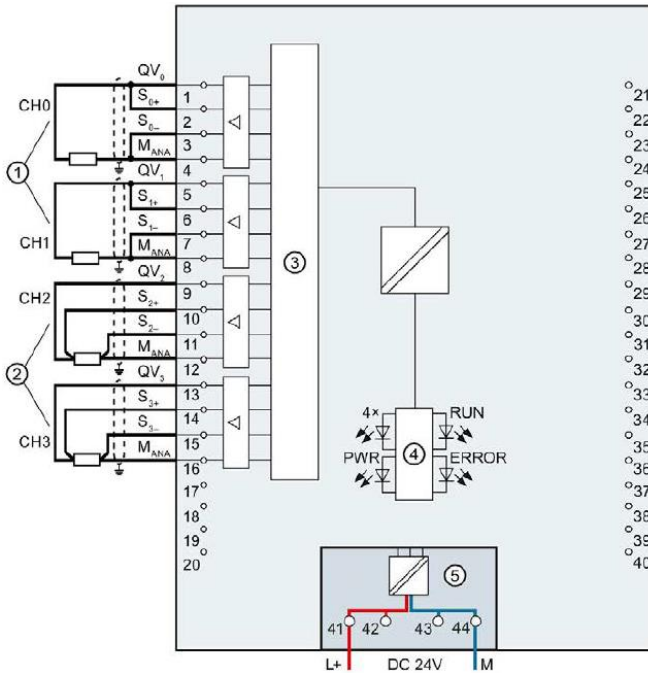 CH0
QV0
S0+
S0–
MANA
1
2
3
4
①
CH1
QV1
S1+
S1–
MANA
5
6
7
8
CH2
QV2
S2+
S2–
MANA
9
10
11
12
②
CH3
QV3
S3+
S3–
MANA
13
14
15
16
17
18
19
20
③
4×
RUN
④
PWR
ERROR
⑤
41
42
43
44
L+
DC 24V
M
21
22
23
24
25
26
27
28
29
30
31
32
33
34
35
36
37
38
39
40